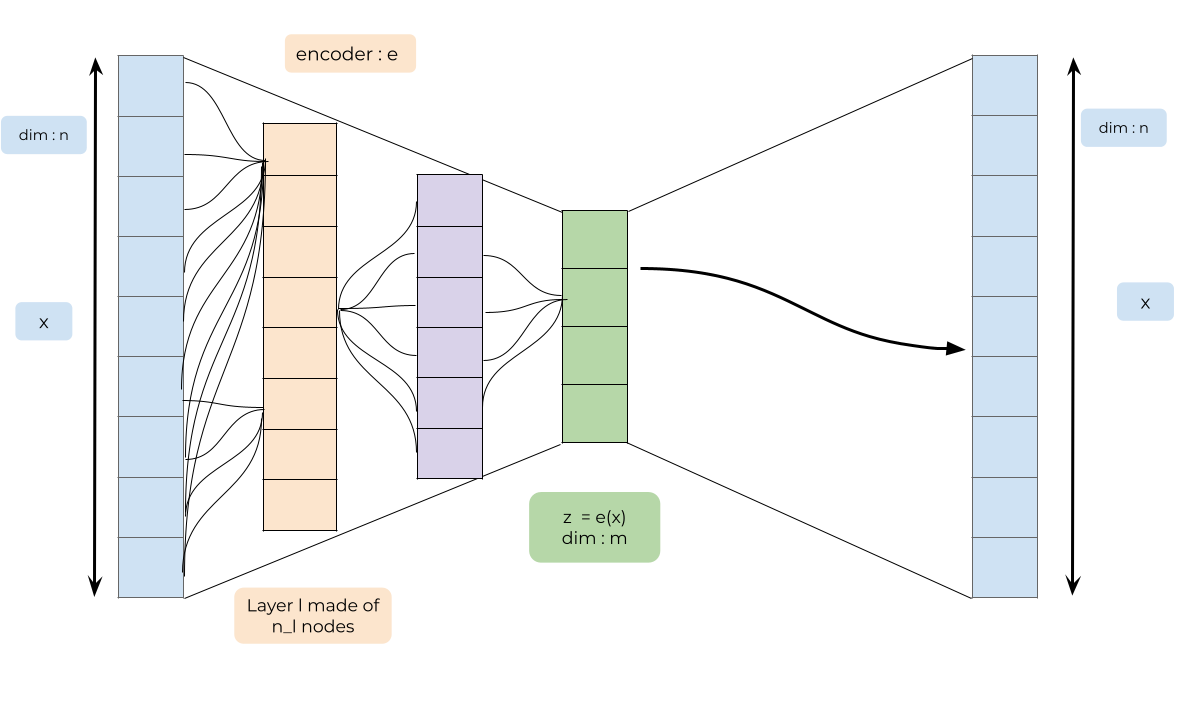 encoder : e
dim : n
dim : n
x
x
z = e(x)
dim : m
Layer l made of
n_l nodes